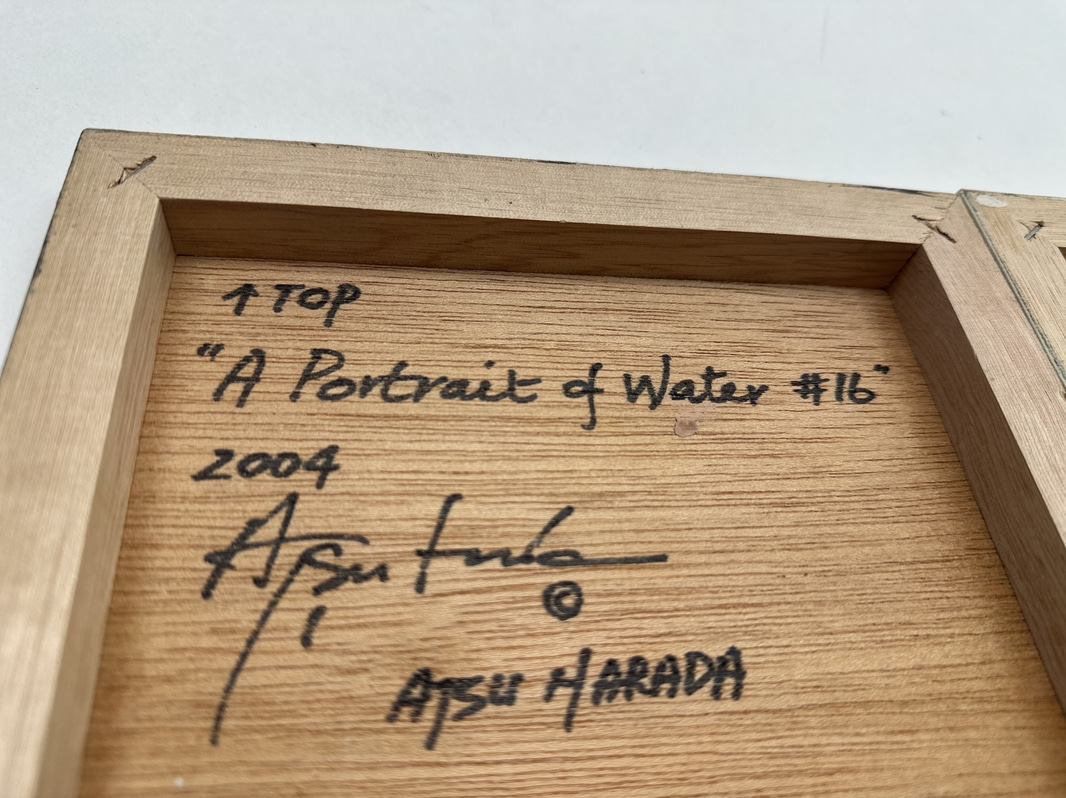 ↑ TOP
"A Portrait of Water #16"
2004
©
ATSU HARADA